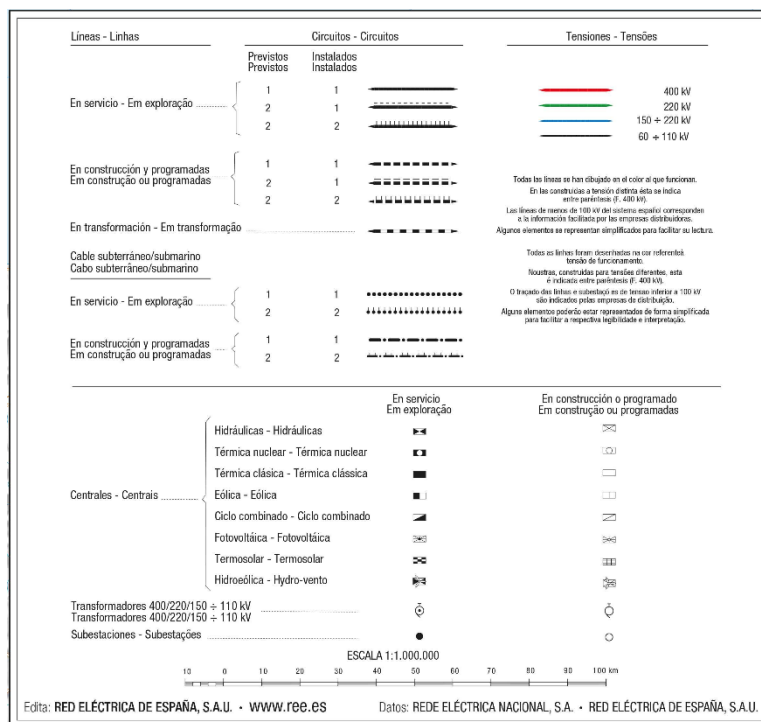 Líneas - Linhas
Circuitos - Circuitos
Tensiones - Tensões
Previstos Instalados
Previstos Instalados
En servicio - Em exploração
1 1
2 1
2 2
400 kV
220 kV
150 ÷ 220 kV
60 ÷ 110 kV
En construcción y programadas
Em construção ou programadas
1 1
2 1
2 2
En transformación - Em transformação
Todas las líneas se han dibujado en el color al que funcionan.
En las construidas a tensión distinta ésta se indica
entre paréntesis (F. 400 kV).
Las líneas de menos de 100 kV del sistema español corresponden
a la información facilitada por las empresas distribuidoras.
Algunos elementos se representan simplificados para facilitar su lectura.
Cable subterráneo/submarino
Cabo subterrâneo/submarino
En servicio - Em exploração
1 1
2 2
En construcción y programadas
Em construção ou programadas
1 1
2 2
Todas as linhas foram desenhadas na cor referente à
tensão de funcionamento.
Noustras, construidas para tensões diferentes, esta
é indicada entre parêntesis (F. 400 kV).
O traçado das linhas e subestações de tensao inferior a 100 kV
são indicados pelas empresas de distribuição.
Alguns elementos poderão estar representados de forma simplificada
para facilitar a respectiva legibilidade e interpretação.
En servicio
Em exploração
En construcción o programado
Em construção ou programadas
Centrales - Centrais
Hidráulicas - Hidráulicas
Térmica nuclear - Térmica nuclear
Térmica clásica - Térmica clássica
Eólica - Eólica
Ciclo combinado - Ciclo combinado
Fotovoltáica - Fotovoltáica
Termosolar - Termosolar
Hidroeólica - Hydro-vento
Transformadores 400/220/150 ÷ 110 kV
Transformadores 400/220/150 ÷ 110 kV
Subestaciones - Subestações
ESCALA 1:1.000.000
10 0 10 20 30 40 50 60 70 80 90 100 km
Edita: RED ELÉCTRICA DE ESPAÑA, S.A.U. • www.ree.es
Datos: REDE ELÉCTRICA NACIONAL, S.A. • RED ELÉCTRICA DE ESPAÑA, S.A.U.